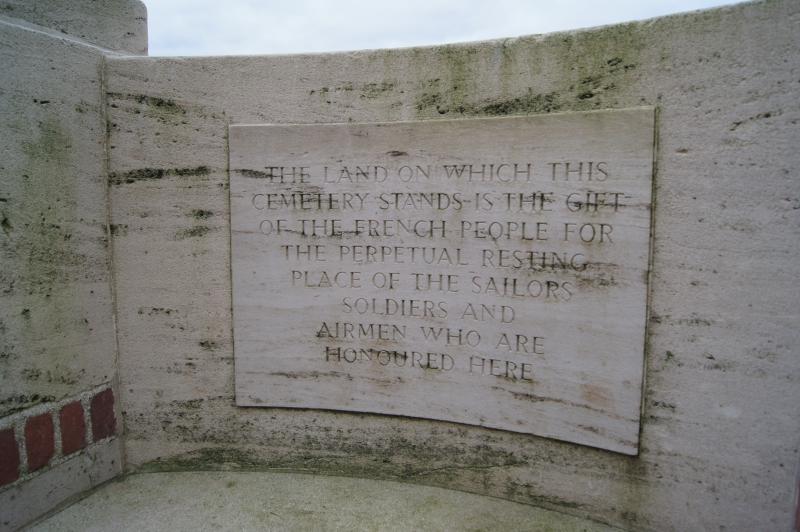 THE LAND ON WHICH THIS
CEMETERY STANDS IS THE GIFT
OF THE FRENCH PEOPLE FOR
THE PERPETUAL RESTING
PLACE OF THE SAILORS
SOLDIERS AND
AIRMEN WHO ARE
HONOURED HERE